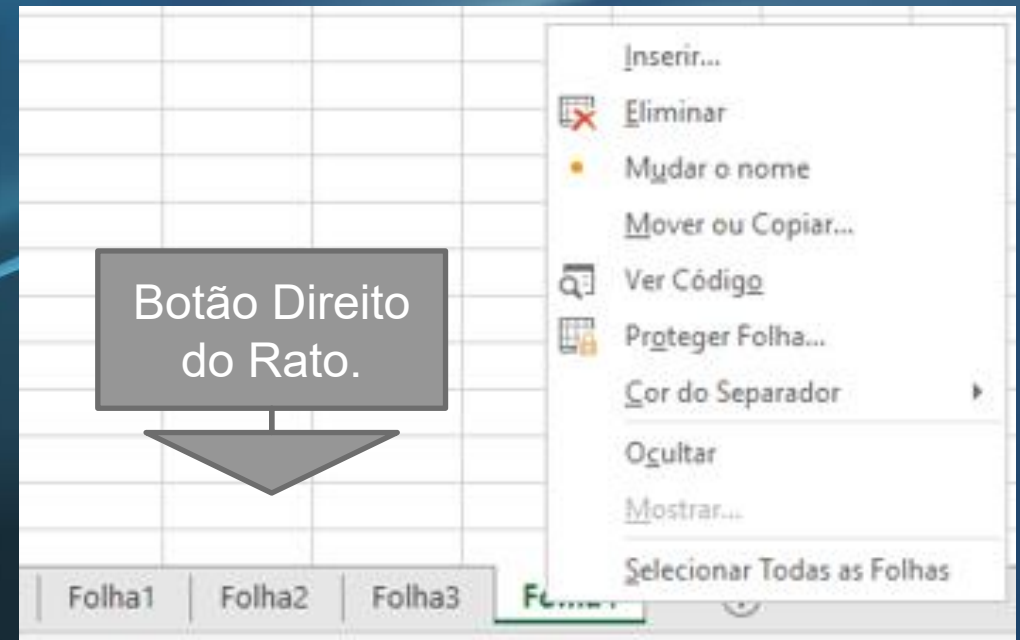 Inserir...
Eliminar
Mudar o nome
Mover ou Copiar...
Ver Código
Proteger Folha...
Cor do Separador
Ocultar
Mostrar...
Selecionar Todas as Folhas
Botão Direito
do Rato.
Folha1 Folha2 Folha3